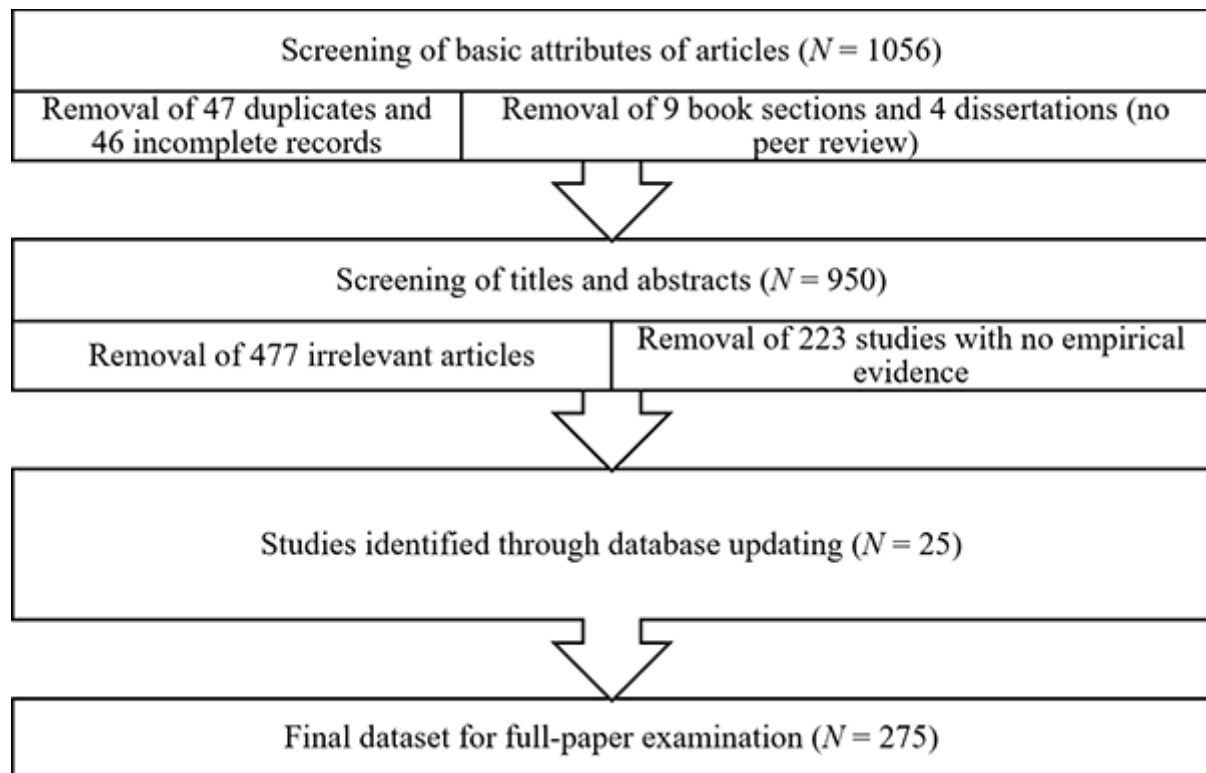 Screening of basic attributes of articles (N = 1056)
Removal of 47 duplicates and
46 incomplete records
Removal of 9 book sections and 4 dissertations (no
peer review)
Screening of titles and abstracts (N = 950)
Removal of 477 irrelevant articles
Removal of 223 studies with no empirical
evidence
Studies identified through database updating (N = 25)
Final dataset for full-paper examination (N = 275)